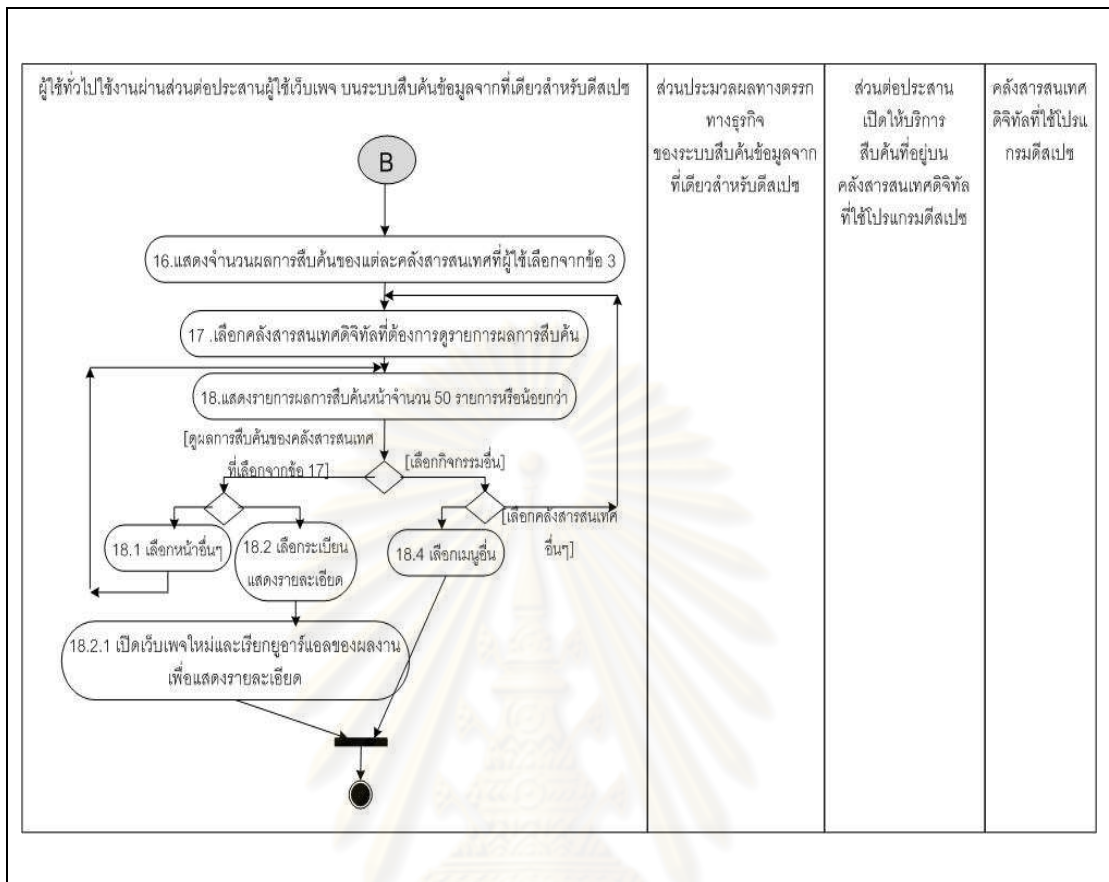 ผู้ใช้ทั่วไปใช้งานผ่านส่วนต่อประสานผู้ใช้เว็บเพจ บนระบบสืบค้นข้อมูลจากที่เดียวสำหรับดีสเปซ
ส่วนประมวลผลทางตรรก
ทางธุรกิจ
ของระบบสืบค้นข้อมูลจาก
ที่เดียวสำหรับดีสเปซ
ส่วนต่อประสาน
เปิดให้บริการ
สืบค้นที่อยู่บน
คลังสารสนเทศดิจิทัล
ที่ใช้โปรแกรมดีสเปซ
คลังสารสนเทศ
ดิจิทัลที่ใช้โปรแ
กรมดีสเปซ
B
16.แสดงจำนวนผลการสืบค้นของแต่ละคลังสารสนเทศที่ผู้ใช้เลือกจากข้อ 3
17 .เลือกคลังสารสนเทศดิจิทัลที่ต้องการดูรายการผลการสืบค้น
18.แสดงรายการผลการสืบค้นหน้าจำนวน 50 รายการหรือน้อยกว่า
[ดูผลการสืบค้นของคลังสารสนเทศ
ที่เลือกจากข้อ 17]
[เลือกกิจกรรมอื่น]
[เลือกคลังสารสนเทศ
อื่นๆ]
18.1 เลือกหน้าอื่นๆ
18.2 เลือกระเบียน
แสดงรายละเอียด
18.4 เลือกเมนูอื่น
18.2.1 เปิดเว็บเพจใหม่และเรียกยูอาร์แอลของผลงาน
เพื่อแสดงรายละเอียด